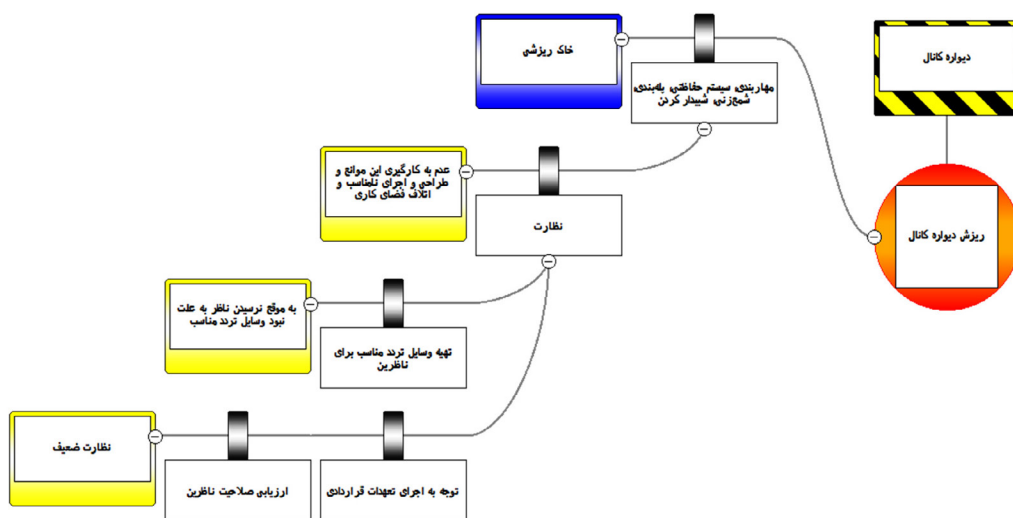 دیواره کانال
ریزش دیواره کانال
خاک ریزشی
مهاربندی، سیستم حفاظتی، پله‌بندی،
شمع‌زنی، شیبدار کردن
عدم به کارگیری این موانع و
طراحی و اجرای نامناسب و
اتلاف فضای کاری
نظارت
به موقع نرسیدن ناظر به علت
نبود وسایل تردد مناسب
تهیه وسایل تردد مناسب برای
ناظرین
نظارت ضعیف
ارزیابی صلاحیت ناظرین
توجه به اجرای تعهدات قراردادی